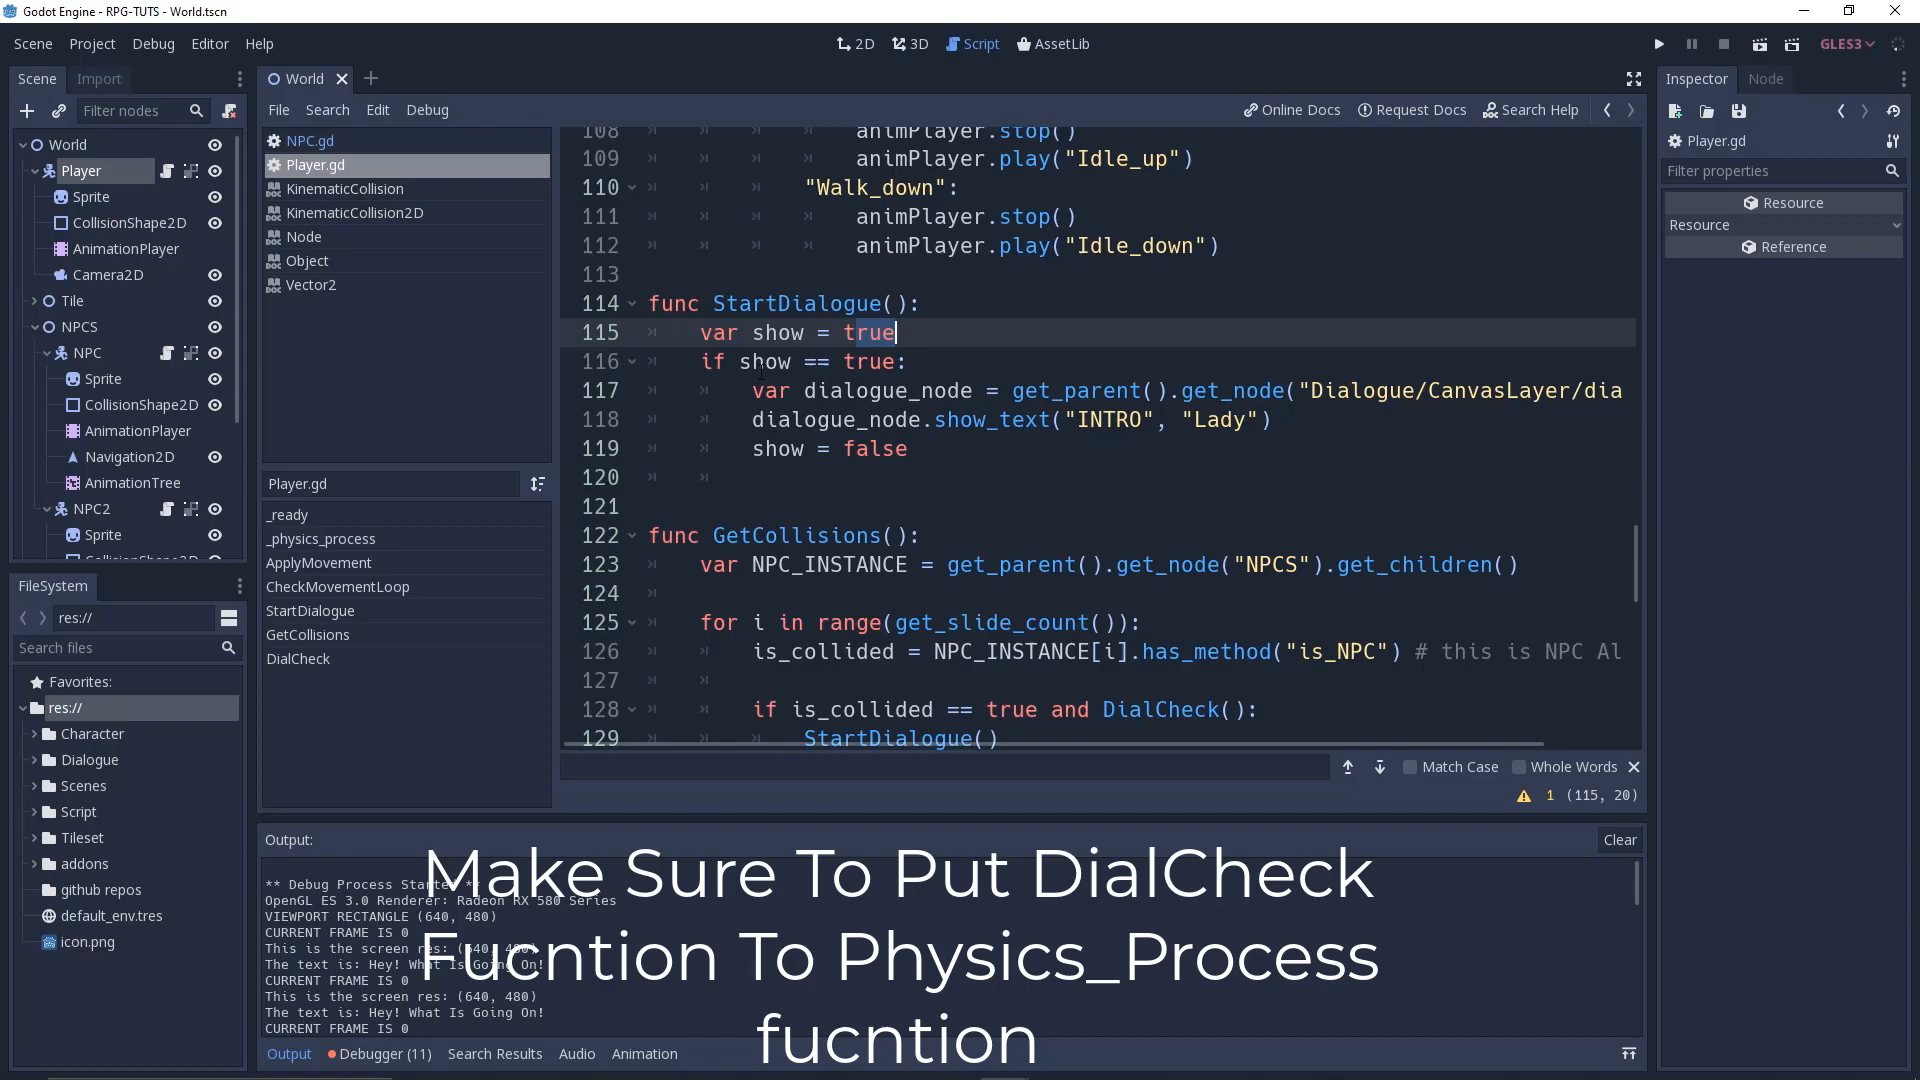 Godot Engine - RPG-TUTS - World.tscn
Scene Project Debug Editor Help
2D 3D Script AssetLib
GLES3
Scene Import
Filter nodes
World
Player
Sprite
CollisionShape2D
AnimationPlayer
Camera2D
Tile
NPCS
NPC
Sprite
CollisionShape2D
AnimationPlayer
Navigation2D
AnimationTree
NPC2
Sprite
CollisionShape2D
FileSystem
res://
Search files
Favorites:
res://
Character
Dialogue
Scenes
Script
Tileset
addons
github repos
default_env.tres
icon.png
World
File Search Edit Debug
Online Docs Request Docs Search Help
NPC.gd
Player.gd
KinematicCollision
KinematicCollision2D
Node
Object
Vector2
Player.gd
_ready
_physics_process
ApplyMovement
CheckMovementLoop
StartDialogue
GetCollisions
DialCheck
108 animPlayer.stop()
109 animPlayer.play("Idle_up")
110 "Walk_down":
111 animPlayer.stop()
112 animPlayer.play("Idle_down")
113
114 func StartDialogue():
115 var show = true
116 if show == true:
117 var dialogue_node = get_parent().get_node("Dialogue/CanvasLayer/dia
118 dialogue_node.show_text("INTRO", "Lady")
119 show = false
120
121
122 func GetCollisions():
123 var NPC_INSTANCE = get_parent().get_node("NPCS").get_children()
124
125 for i in range(get_slide_count()):
126 is_collided = NPC_INSTANCE[i].has_method("is_NPC") # this is NPC Al
127
128 if is_collided == true and DialCheck():
129 StartDialogue()
Match Case Whole Words
1 (115, 20)
Output:
Clear
** Debug Process Started **
OpenGL ES 3.0 Renderer: Radeon RX 580 Series
VIEWPORT RECTANGLE (640, 480)
CURRENT FRAME IS 0
This is the screen res: (640, 480)
The text is: Hey! What Is Going On!
CURRENT FRAME IS 0
This is the screen res: (640, 480)
The text is: Hey! What Is Going On!
CURRENT FRAME IS 0
Make Sure To Put DialCheck
Fucntion To Physics_Process
fucntion
Output Debugger (11) Search Results Audio Animation
Inspector Node
Player.gd
Filter properties
Resource
Resource
Reference